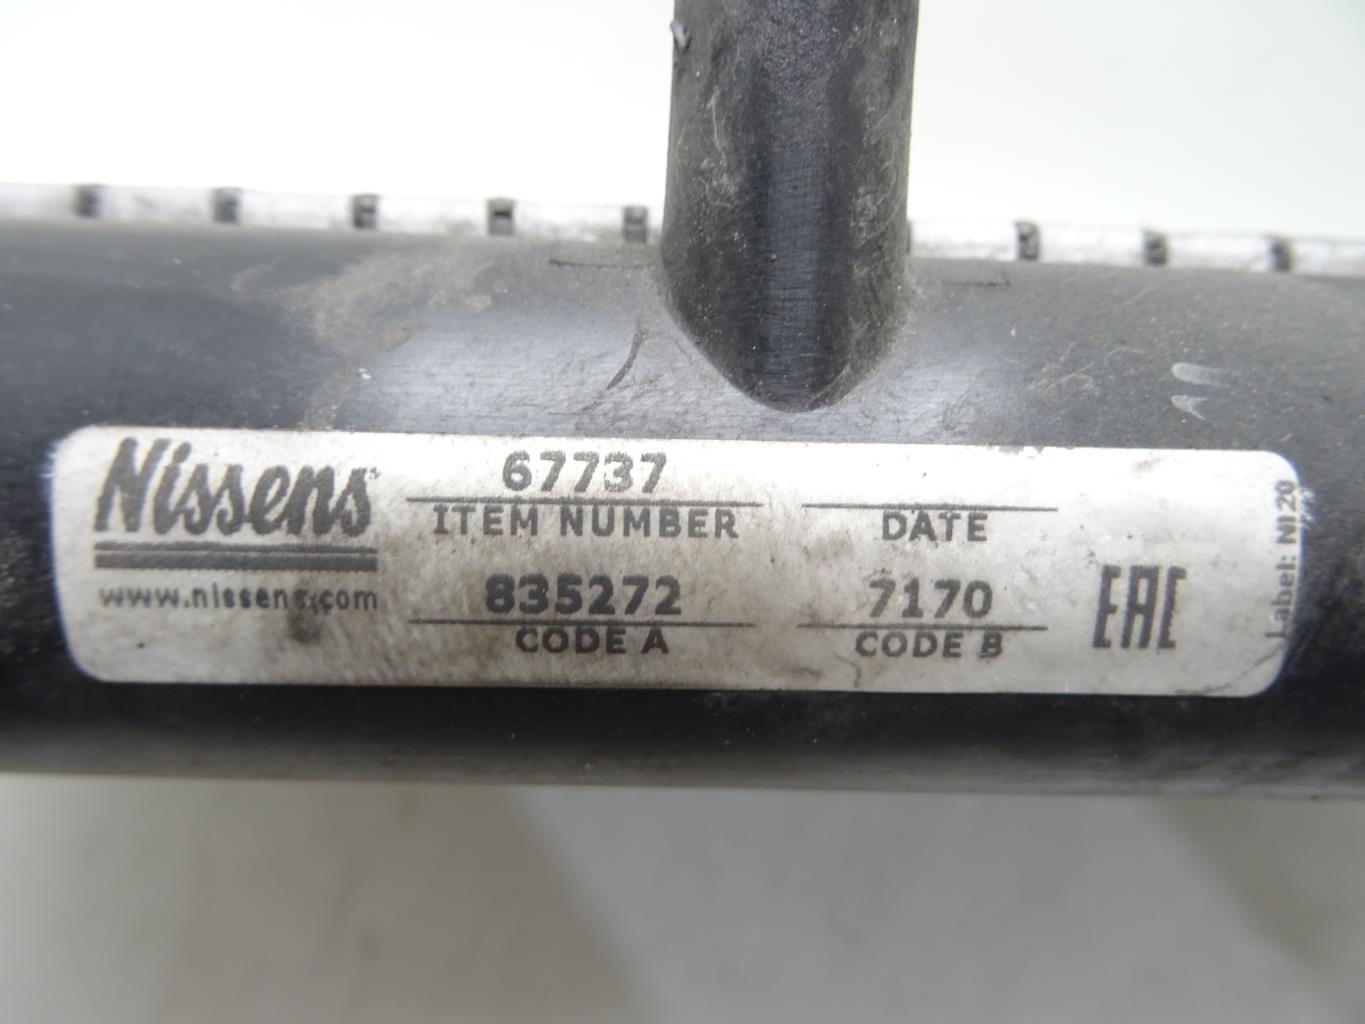 Nissens
www.nissens.com
67737
ITEM NUMBER
DATE
835272
CODE A
7170
CODE B
EAC
Label: NI20